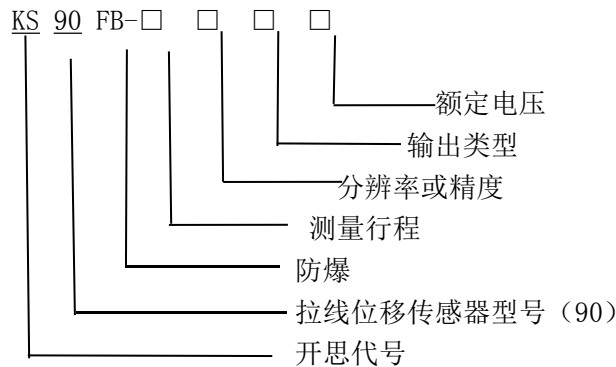 KS 90 FB-□ □ □ □
额定电压
输出类型
分辨率或精度
测量行程
防爆
拉线位移传感器型号（90）
开思代号